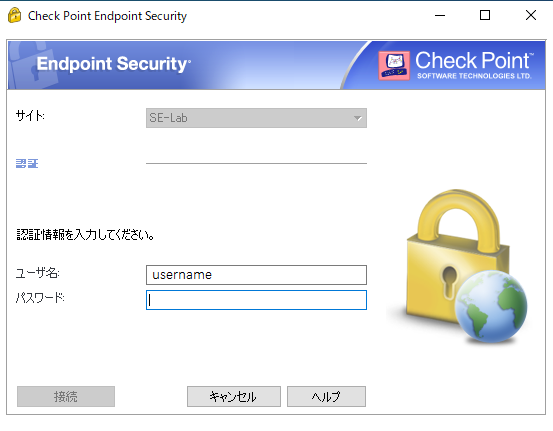 Check Point Endpoint Security
Endpoint Security
Check Point™
SOFTWARE TECHNOLOGIES LTD.
サイト:
SE-Lab
認証
認証情報を入力してください。
ユーザ名:
username
パスワード:
接続
キャンセル
ヘルプ